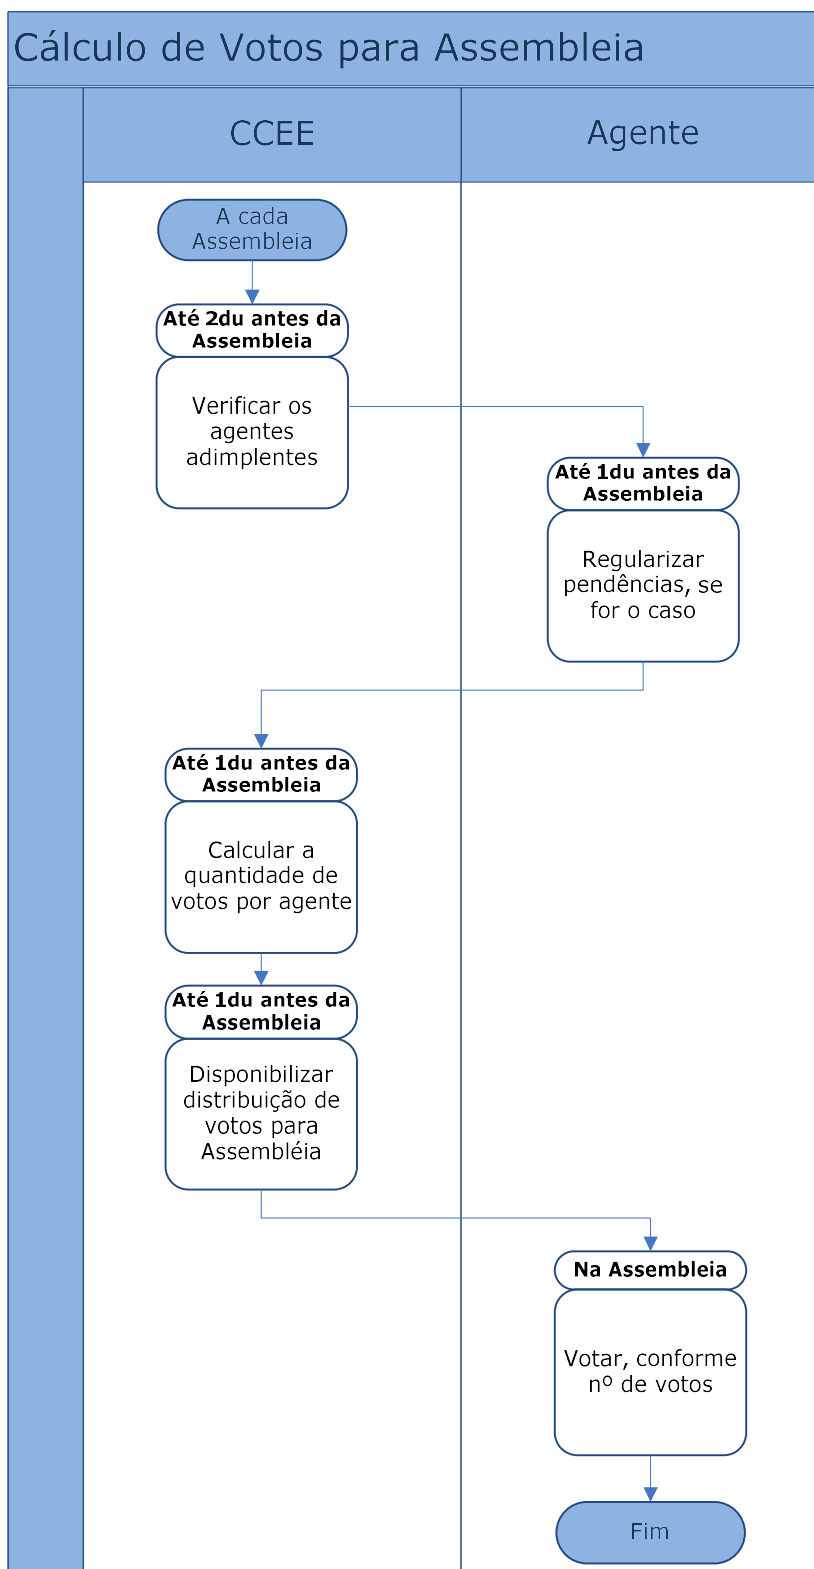 Cálculo de Votos para Assembleia
CCEE
Agente
A cada
Assembleia
Até 2du antes da
Assembleia
Verificar os
agentes
adimplentes
Até 1du antes da
Assembleia
Regularizar
pendências, se
for o caso
Até 1du antes da
Assembleia
Calcular a
quantidade de
votos por agente
Até 1du antes da
Assembleia
Disponibilizar
distribuição de
votos para
Assembléia
Na Assembleia
Votar, conforme
nº de votos
Fim